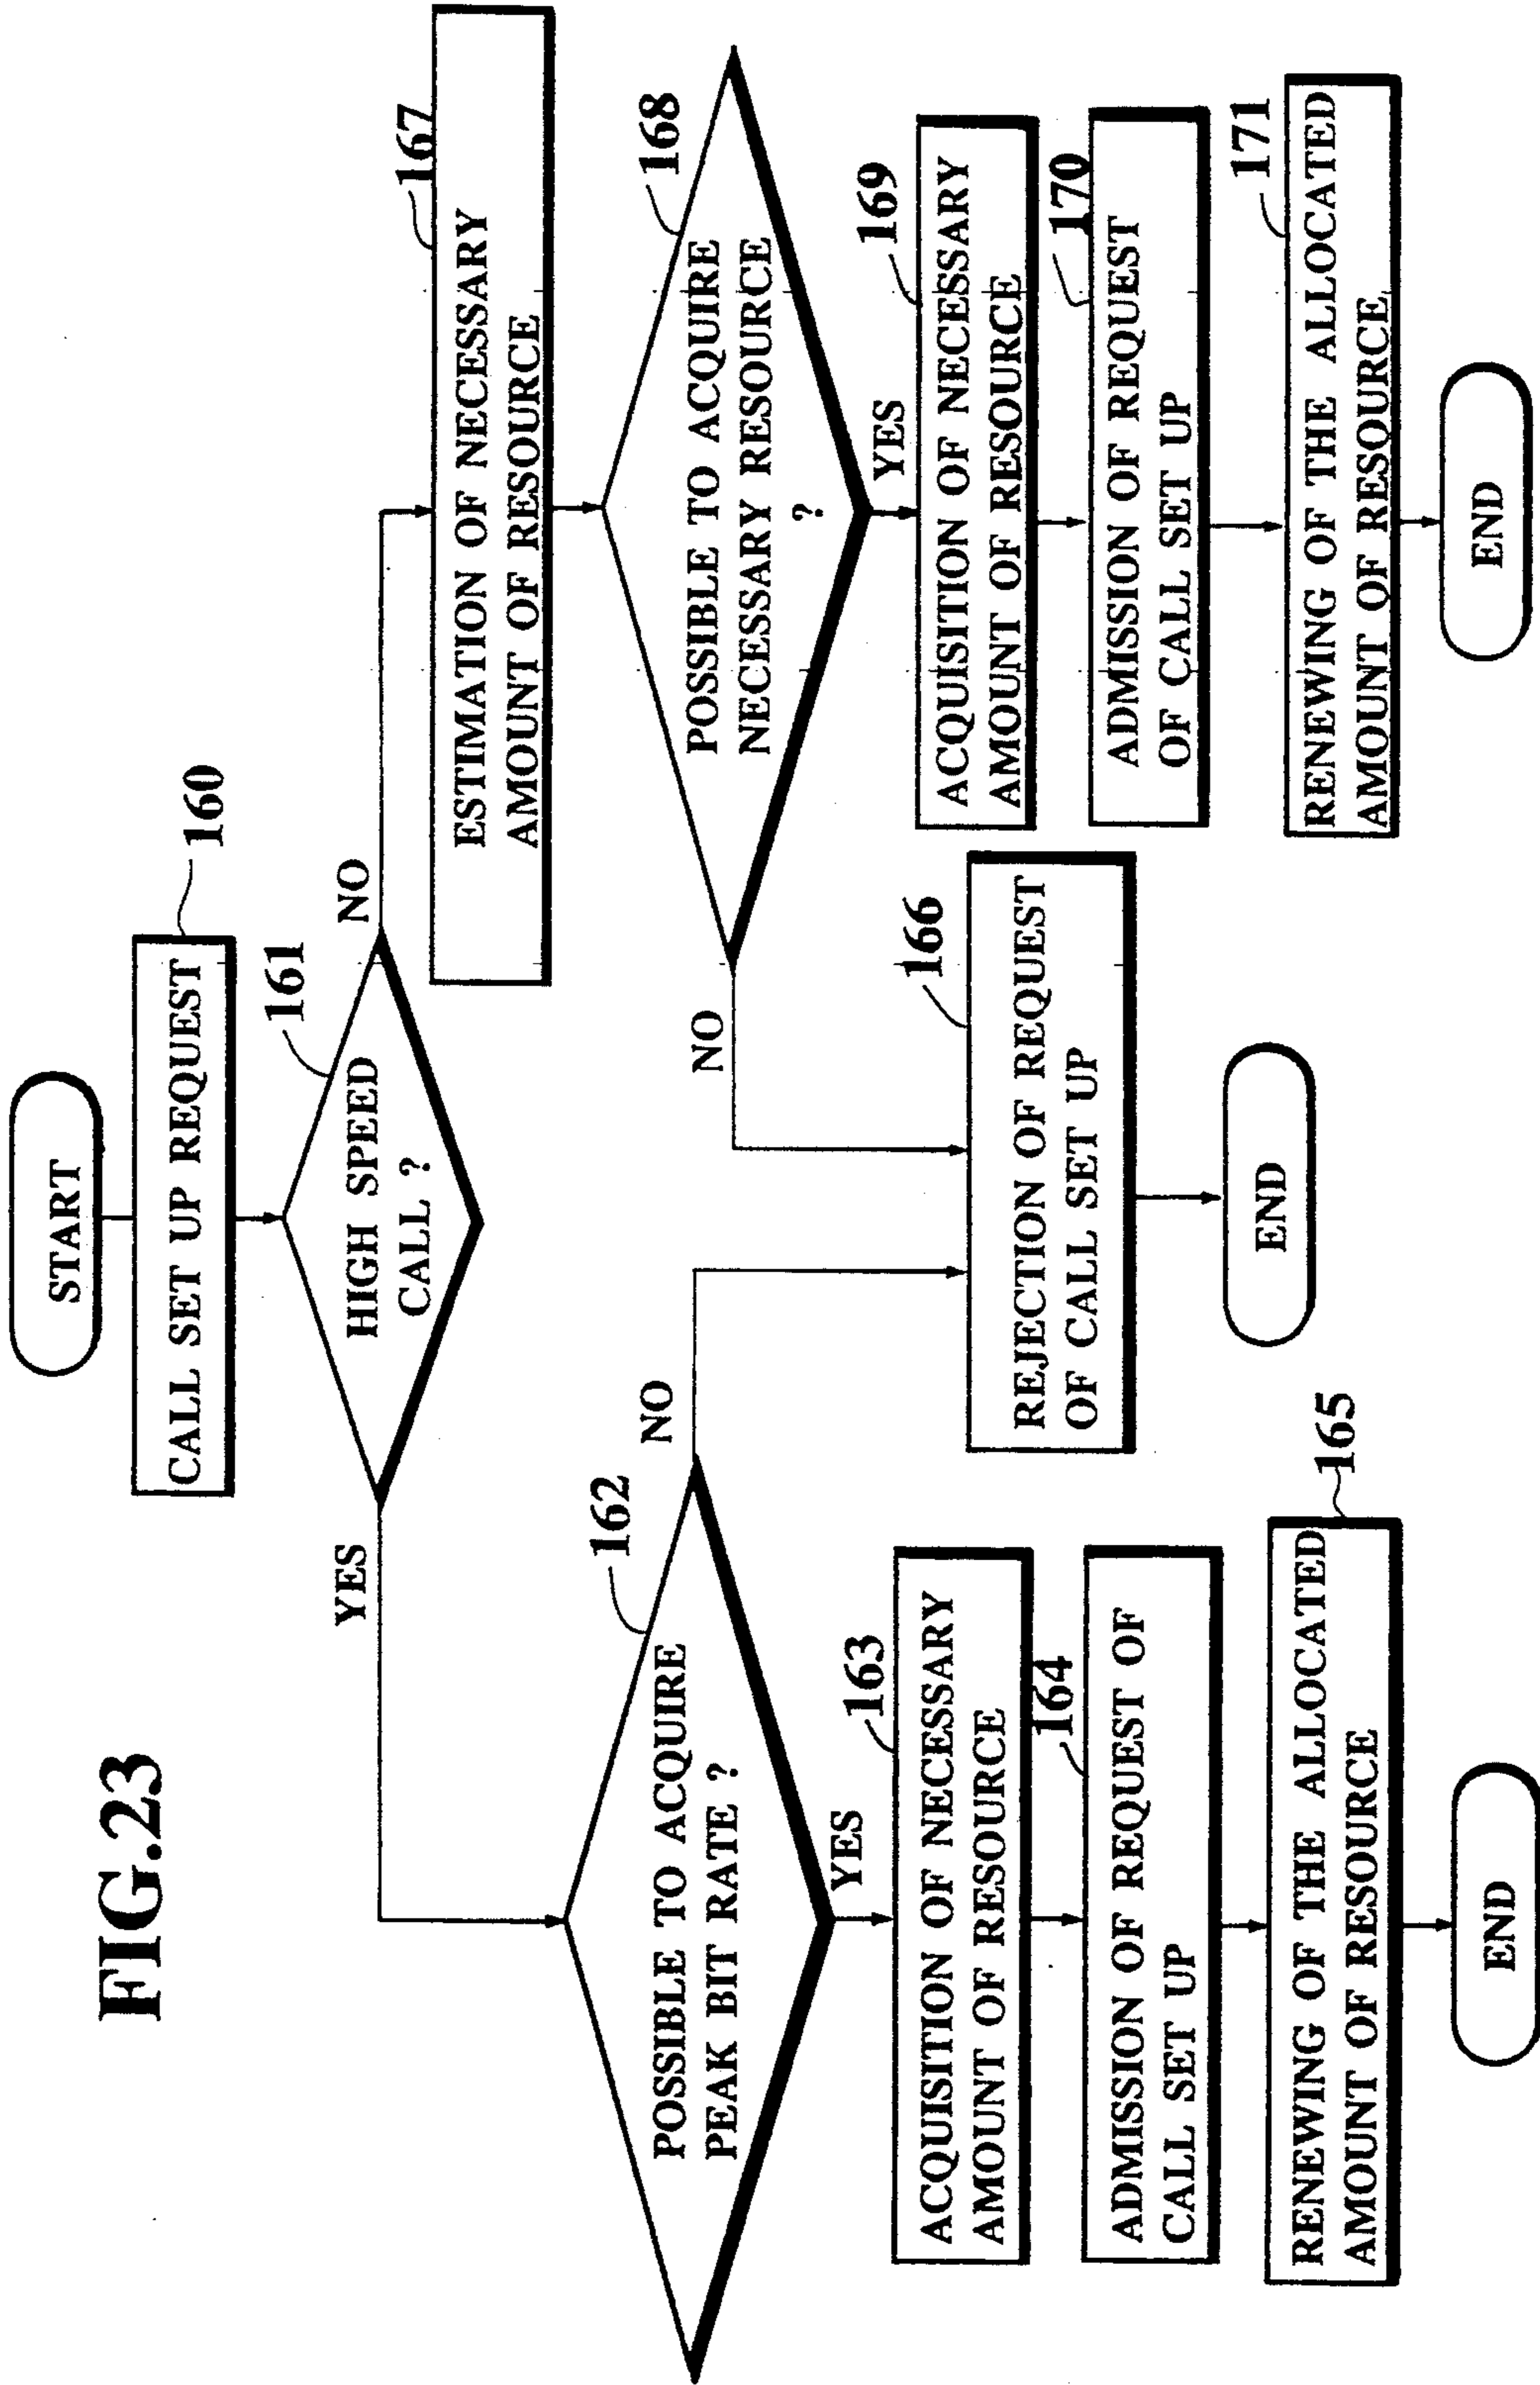 FIG.23
START
CALL SET UP REQUEST
160
HIGH SPEED
CALL ?
161
YES
NO
POSSIBLE TO ACQUIRE
PEAK BIT RATE ?
162
NO
YES
ACQUISITION OF NECESSARY
AMOUNT OF RESOURCE
163
ADMISSION OF REQUEST OF
CALL SET UP
164
RENEWING OF THE ALLOCATED
AMOUNT OF RESOURCE
165
END
REJECTION OF REQUEST
OF CALL SET UP
166
END
ESTIMATION OF NECESSARY
AMOUNT OF RESOURCE
167
POSSIBLE TO ACQUIRE
NECESSARY RESOURCE
?
168
NO
YES
ACQUISITION OF NECESSARY
AMOUNT OF RESOURCE
169
ADMISSION OF REQUEST
OF CALL SET UP
170
RENEWING OF THE ALLOCATED
AMOUNT OF RESOURCE
171
END